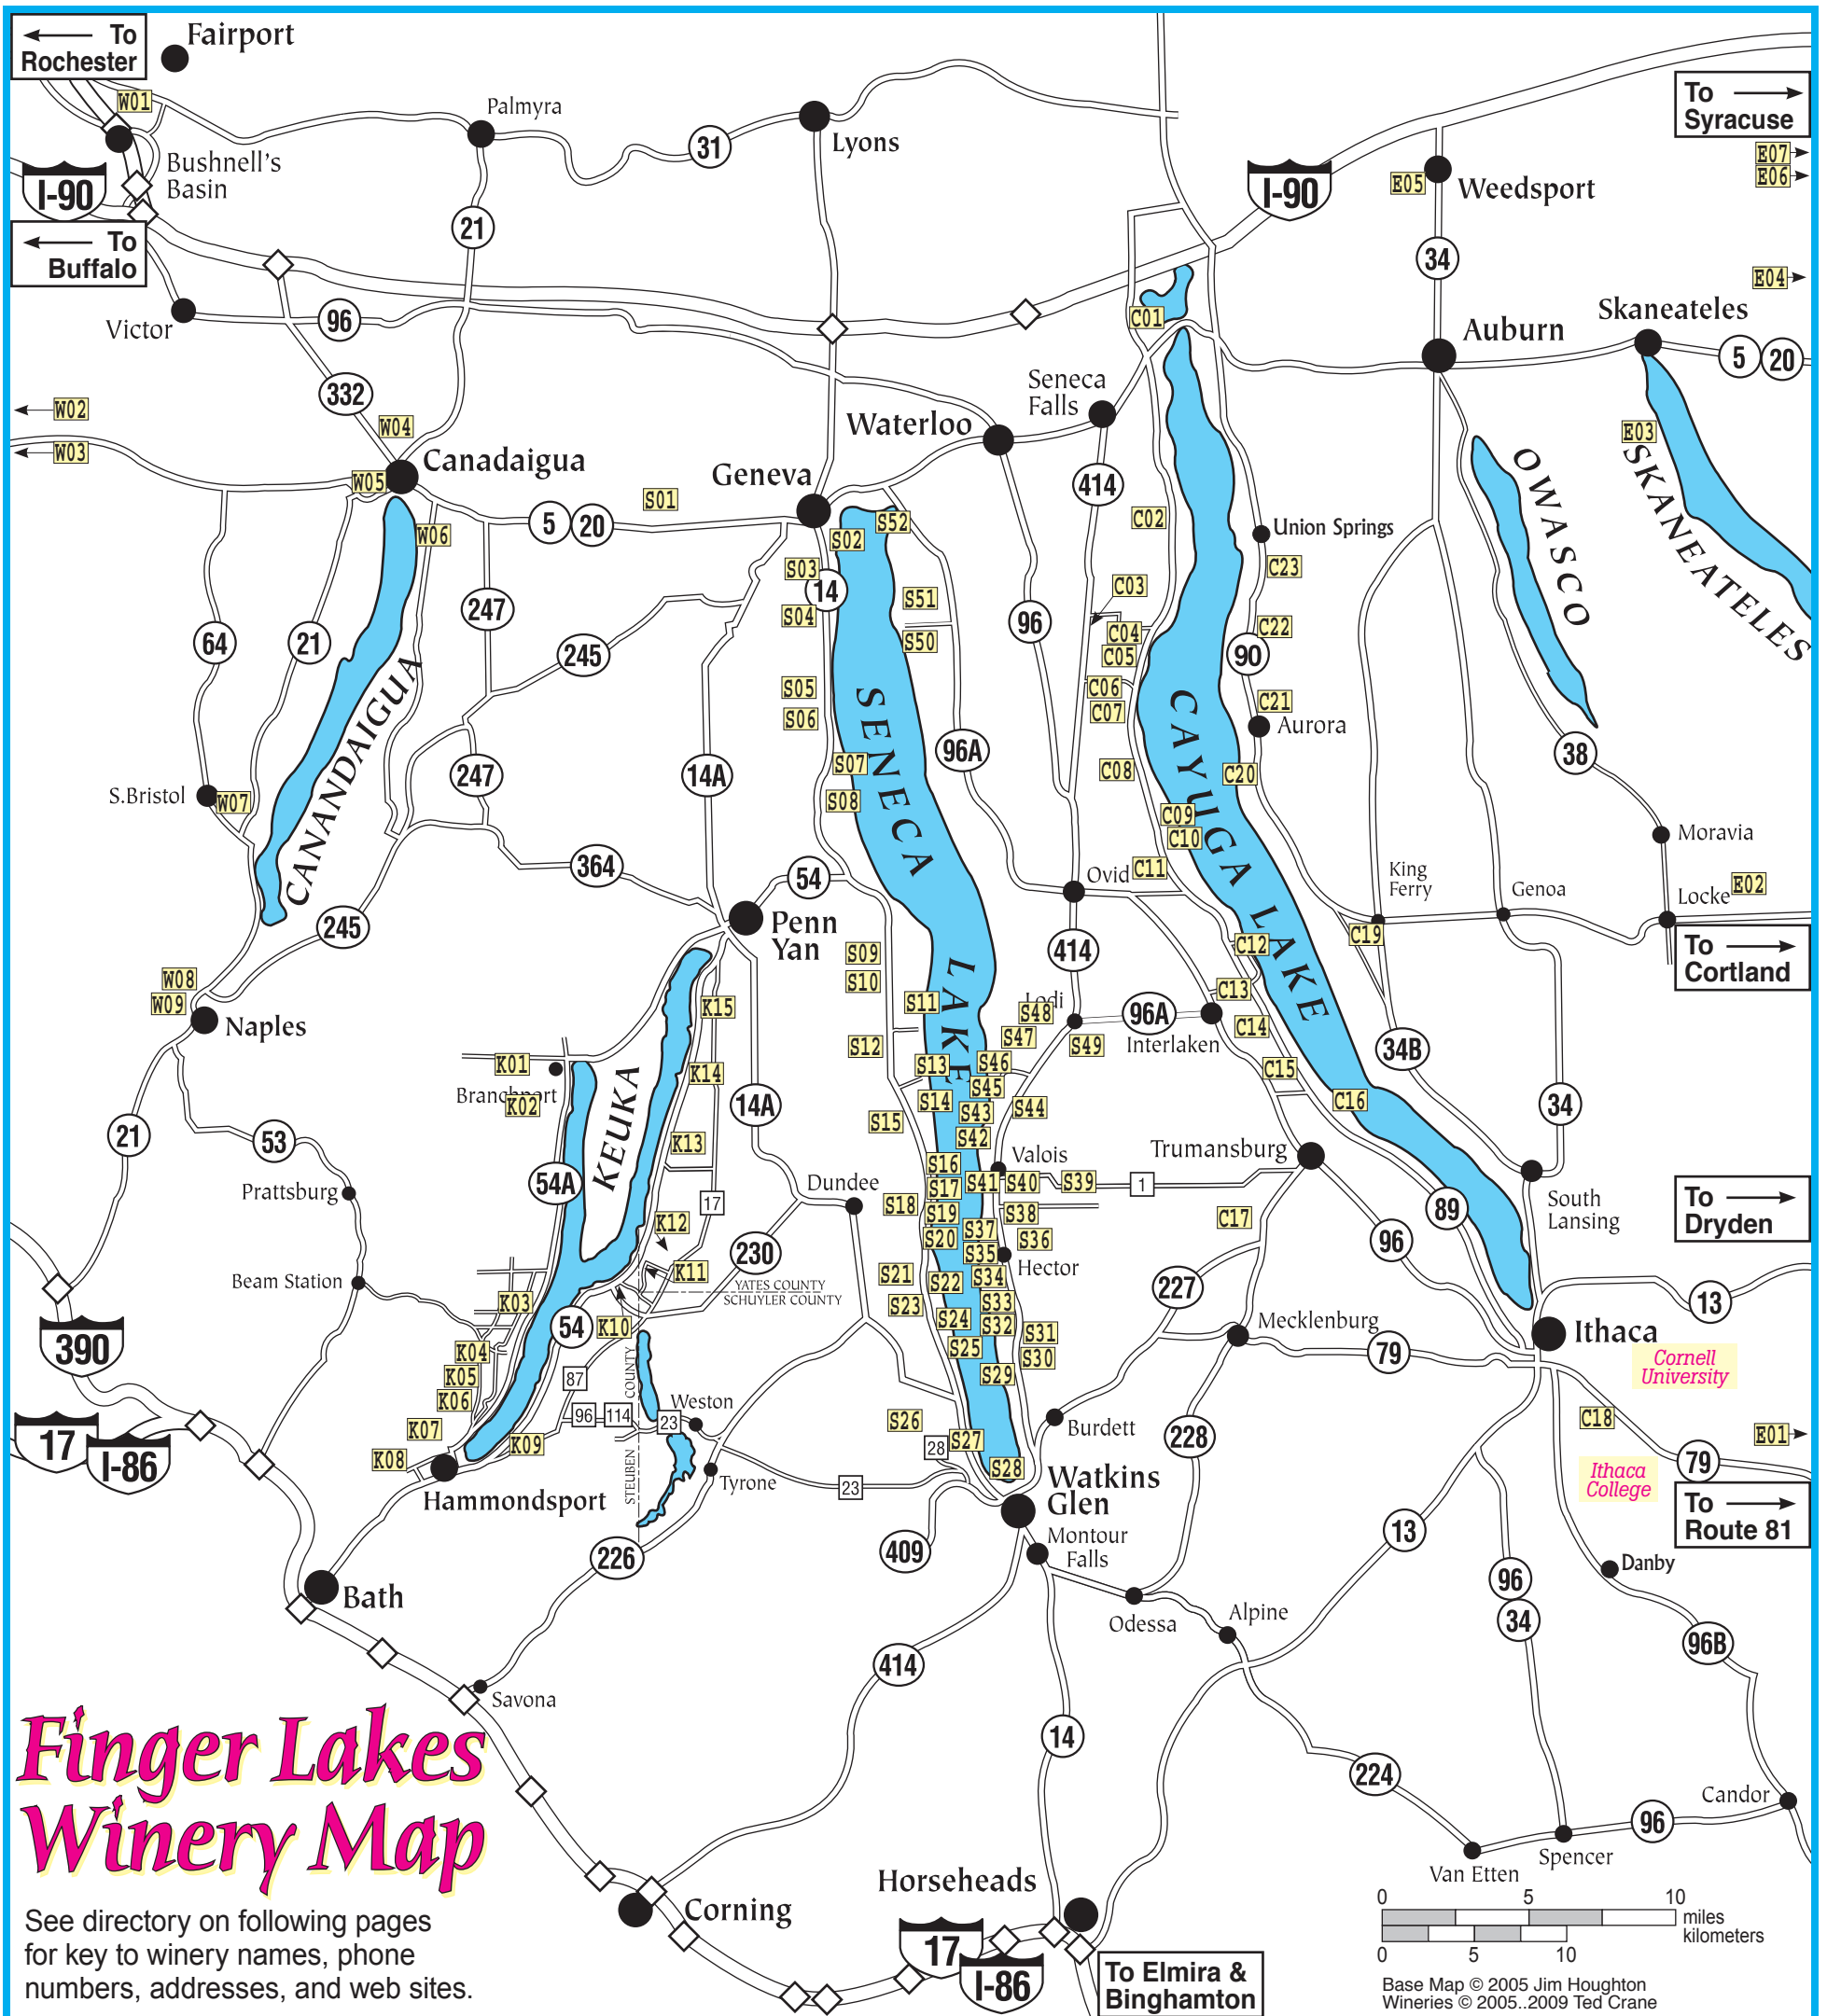 To
Rochester
Fairport
W01
Palmyra
Lyons
31
Bushnell's
Basin
I-90
To
Buffalo
21
Victor
96
332
I-90
To
Syracuse
E07
E06
E05
Weedsport
34
E04
Skaneateles
Auburn
5
20
C01
Seneca
Falls
Waterloo
W02
W03
W04
Canadaigua
W05
W06
Geneva
S01
5
20
414
E03
SKANEATELES
OWASCO
S52
S02
S03
14
S04
S51
S50
C02
Union Springs
C23
C03
C04
C05
C22
90
C06
C07
C21
Aurora
96
64
21
247
245
CANANDAIGUA
S05
S06
SENECA
LAKE
CAYUGA LAKE
96A
38
S07
S08
C08
C20
C09
C10
S.Bristol
W07
247
14A
Moravia
364
54
Ovid
C11
King
Ferry
Genoa
Locke
E02
245
Penn
Yan
414
C12
C19
To
Cortland
W08
W09
Naples
S09
S10
S11
K15
Lodi
S48
96A
C13
S47
S49
Interlaken
C14
34B
S12
K01
Branchport
K02
KEUKA
K14
S13
S46
C15
S45
14A
S14
S43
S44
C16
34
21
53
S15
K13
S42
Valois
Trumansburg
S16
S17
S41
S40
S39
1
Prattsburg
54A
17
Dundee
S18
S19
S38
C17
89
South
Lansing
To
Dryden
K12
S37
S20
S36
96
230
S35
Hector
Beam Station
K11
YATES COUNTY
SCHUYLER COUNTY
S21
S22
S34
227
13
K03
S23
S33
54
K10
S24
S32
S31
Mecklenburg
Ithaca
390
K04
S25
S30
79
Cornell
University
K05
87
COUNTY
STEUBEN
S29
K06
Weston
K07
96
114
23
S26
Burdett
C18
E01
17
I-86
K08
K09
28
S27
228
79
S28
Ithaca
College
Hammondsport
Tyrone
23
Watkins
Glen
To
Route 81
226
409
Montour
Falls
13
Danby
96
34
Bath
Odessa
Alpine
96B
414
Savona
14
224
Candor
96
Van Etten
Spencer
Finger Lakes
Winery Map
See directory on following pages
for key to winery names, phone
numbers, addresses, and web sites.
Corning
Horseheads
17
I-86
To Elmira &
Binghamton
0 5 10
miles
kilometers
0 5 10
Base Map © 2005 Jim Houghton
Wineries © 2005..2009 Ted Crane